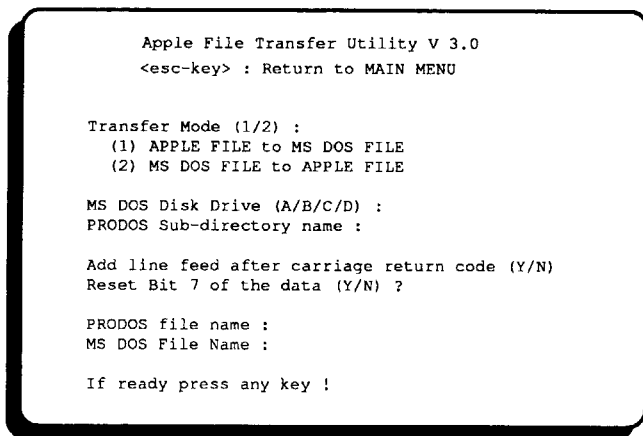 Apple File Transfer Utility V 3.0
<esc-key> : Return to MAIN MENU
Transfer Mode (1/2) :
(1) APPLE FILE to MS DOS FILE
(2) MS DOS FILE to APPLE FILE
MS DOS Disk Drive (A/B/C/D) :
PRODOS Sub-directory name :
Add line feed after carriage return code (Y/N)
Reset Bit 7 of the data (Y/N) ?
PRODOS file name :
MS DOS File Name :
If ready press any key !